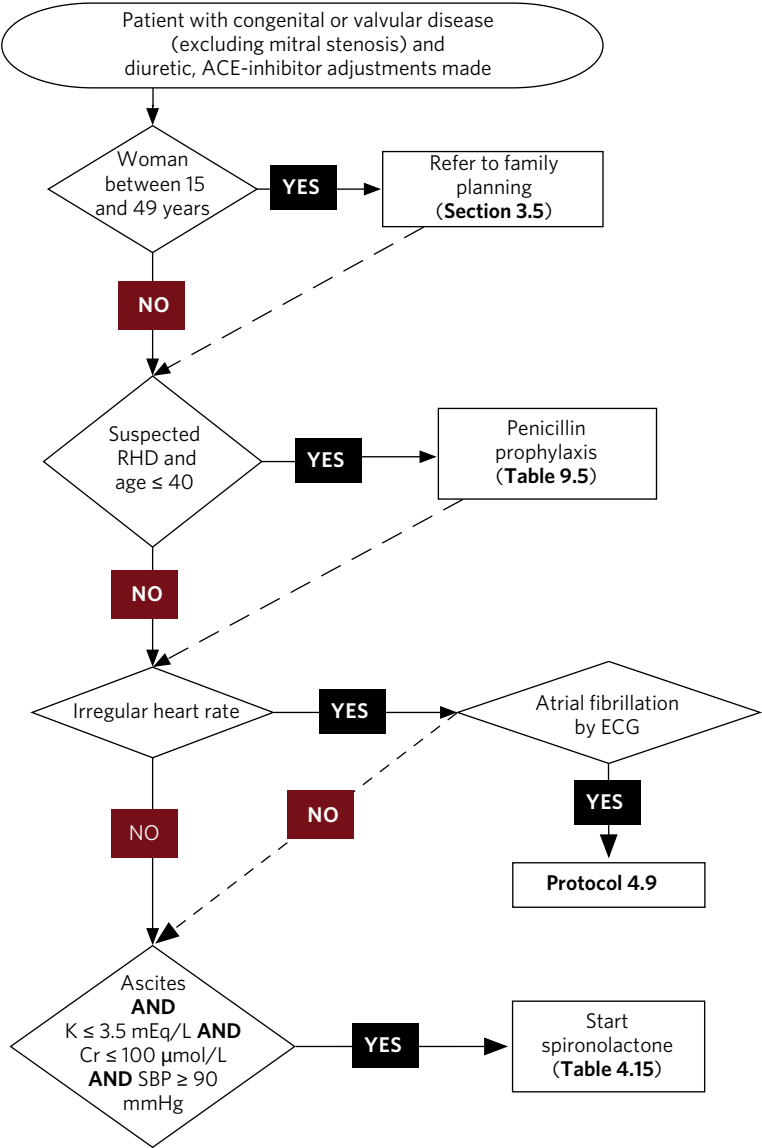 Patient with congenital or valvular disease
(excluding mitral stenosis) and
diuretic, ACE-inhibitor adjustments made
Woman
between 15
and 49 years
YES
Refer to family
planning
(Section 3.5)
NO
Suspected
RHD and
age ≤ 40
YES
Penicillin
prophylaxis
(Table 9.5)
NO
Irregular heart rate
YES
Atrial fibrillation
by ECG
NO
NO
YES
Protocol 4.9
Ascites
AND
K ≤ 3.5 mEq/L AND
Cr ≤ 100 μmol/L
AND SBP ≥ 90
mmHg
YES
Start
spironolactone
(Table 4.15)